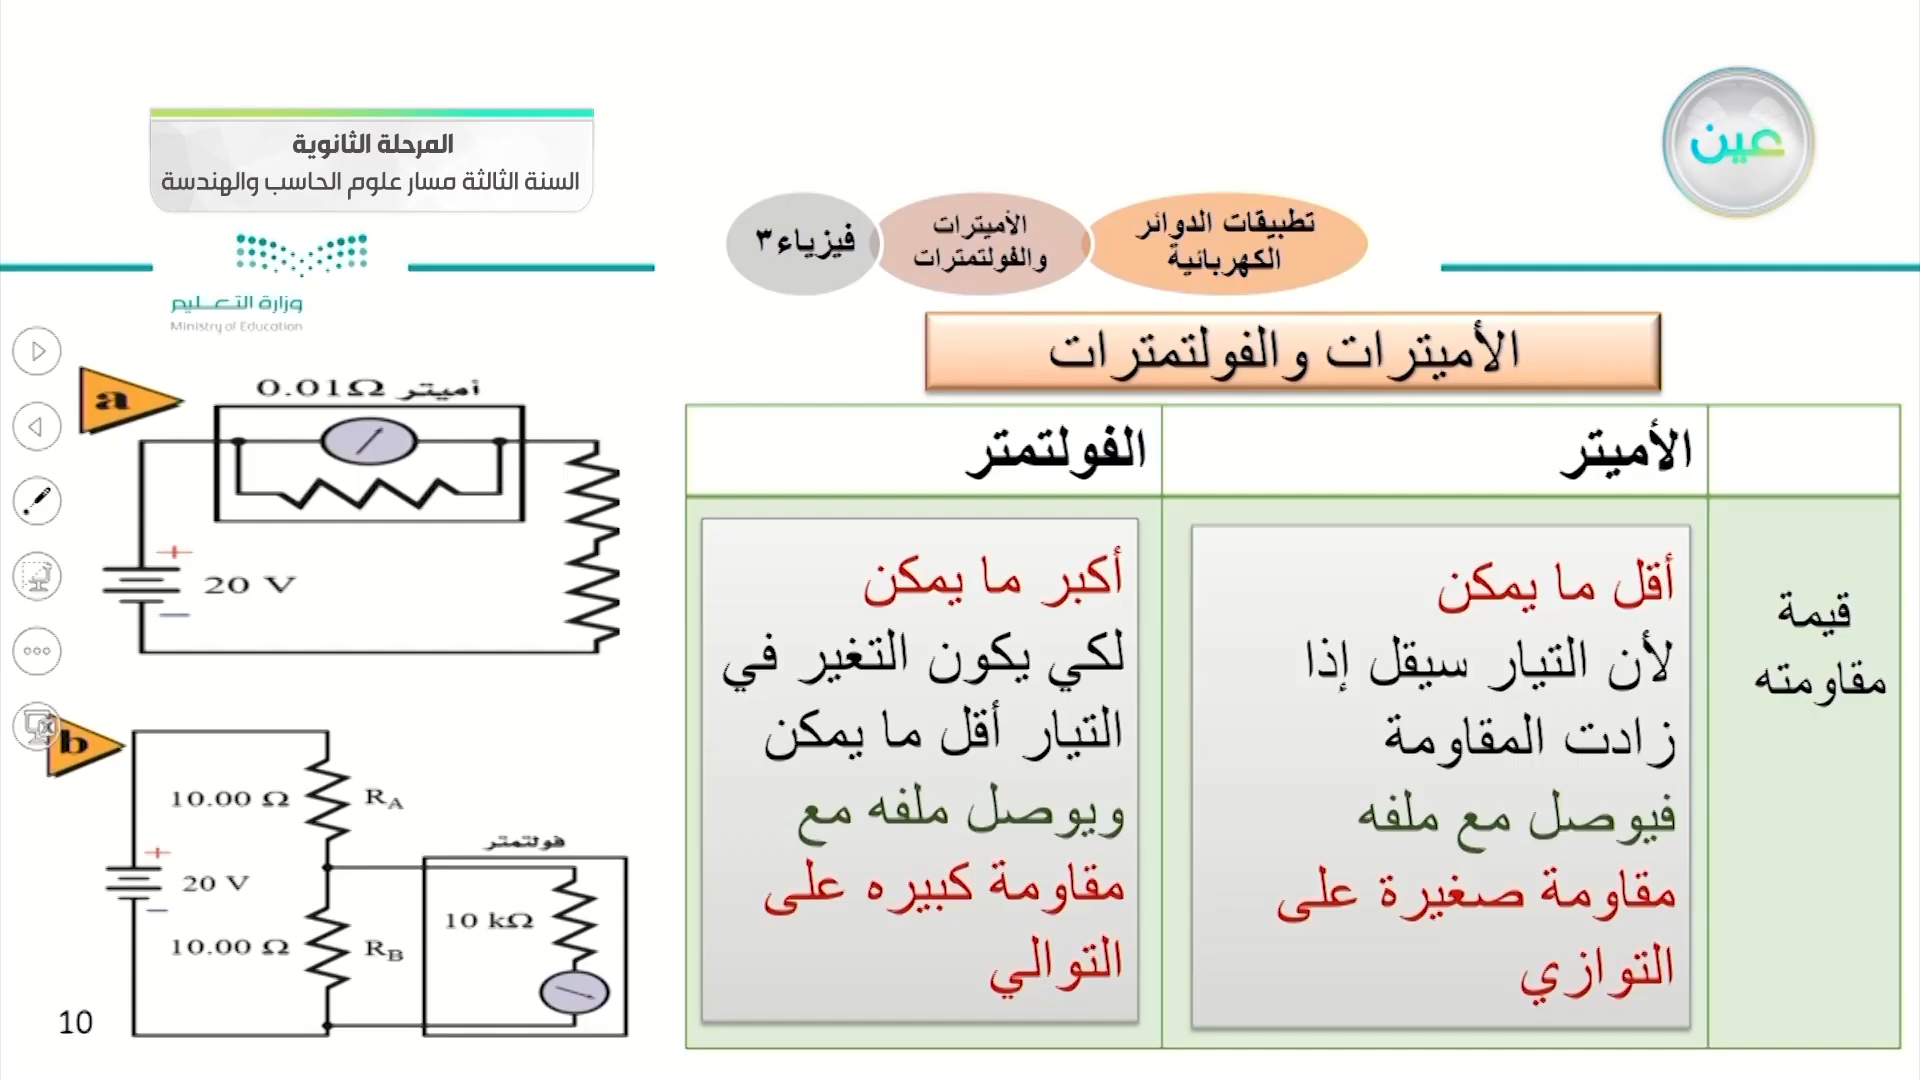 المرحلة الثانوية
السنة الثالثة مسار علوم الحاسب والهندسة
عين
وزارة التعليم
Ministry of Education
تطبيقات الدوائر
الكهربائية
الأميترات
والفولتمترات
فيزياء٣
الأميترات والفولتمترات
الأميتر
الفولتمتر
قيمة
مقاومته
أقل ما يمكن
لأن التيار سيقل إذا
زادت المقاومة
فيوصل مع ملفه
مقاومة صغيرة على
التوازي
أكبر ما يمكن
لكي يكون التغير في
التيار أقل ما يمكن
ويوصل ملفه مع
مقاومة كبيره على
التوالي
a
أميتر 0.01Ω
+
20 V
−
b
10.00 Ω
R_A
فولتمتر
+
20 V
−
10 kΩ
10.00 Ω
R_B
10